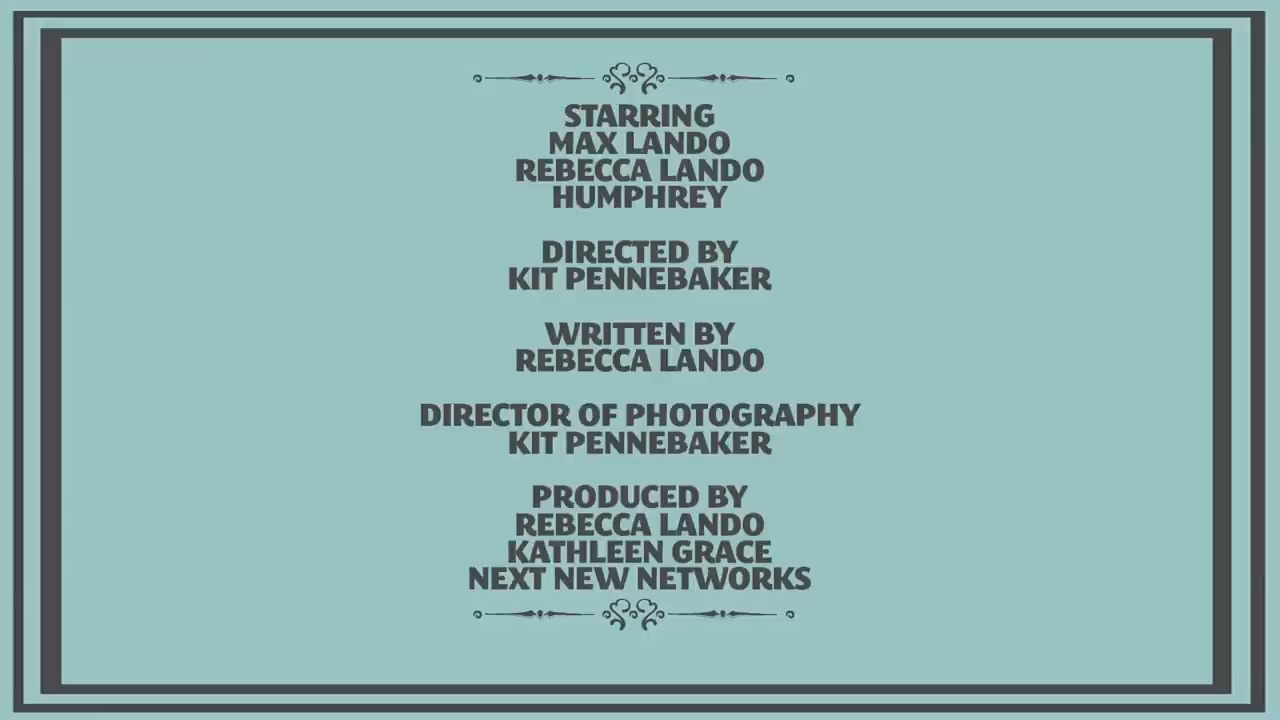 STARRING
MAX LANDO
REBECCA LANDO
HUMPHREY
DIRECTED BY
KIT PENNEBAKER
WRITTEN BY
REBECCA LANDO
DIRECTOR OF PHOTOGRAPHY
KIT PENNEBAKER
PRODUCED BY
REBECCA LANDO
KATHLEEN GRACE
NEXT NEW NETWORKS